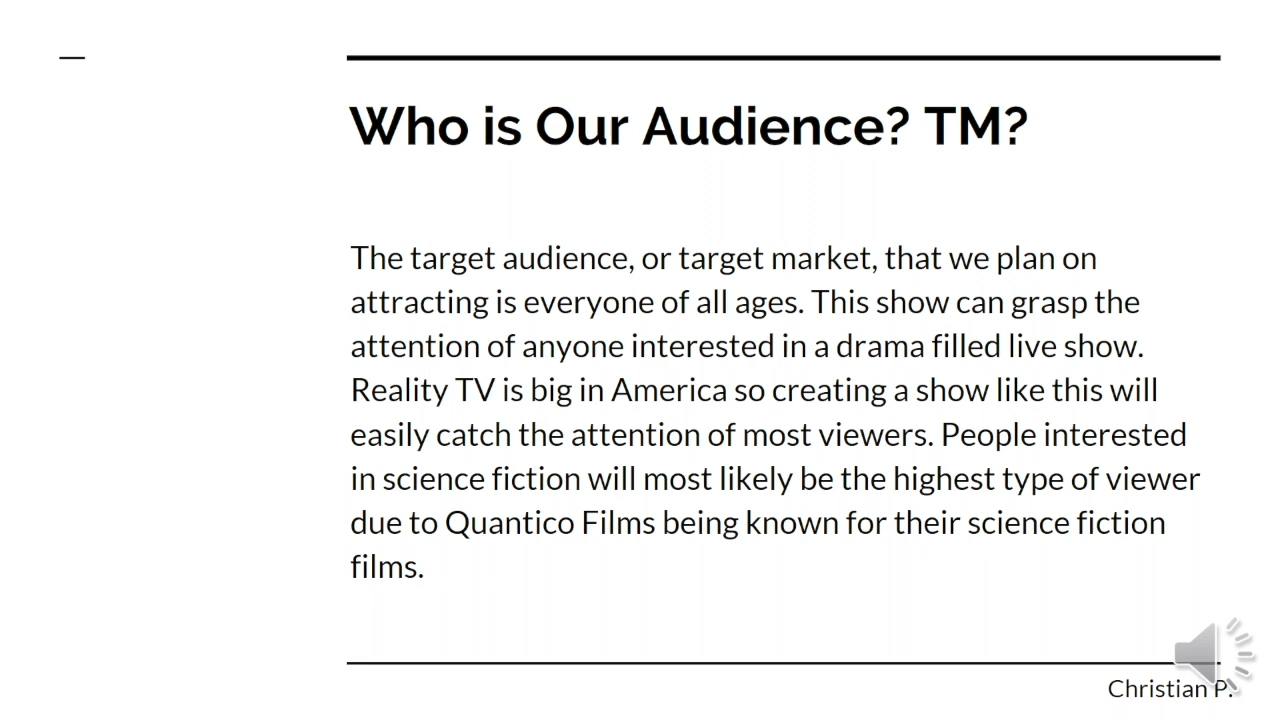 Who is Our Audience? TM?
The target audience, or target market, that we plan on
attracting is everyone of all ages. This show can grasp the
attention of anyone interested in a drama filled live show.
Reality TV is big in America so creating a show like this will
easily catch the attention of most viewers. People interested
in science fiction will most likely be the highest type of viewer
due to Quantico Films being known for their science fiction
films.
Christian P.